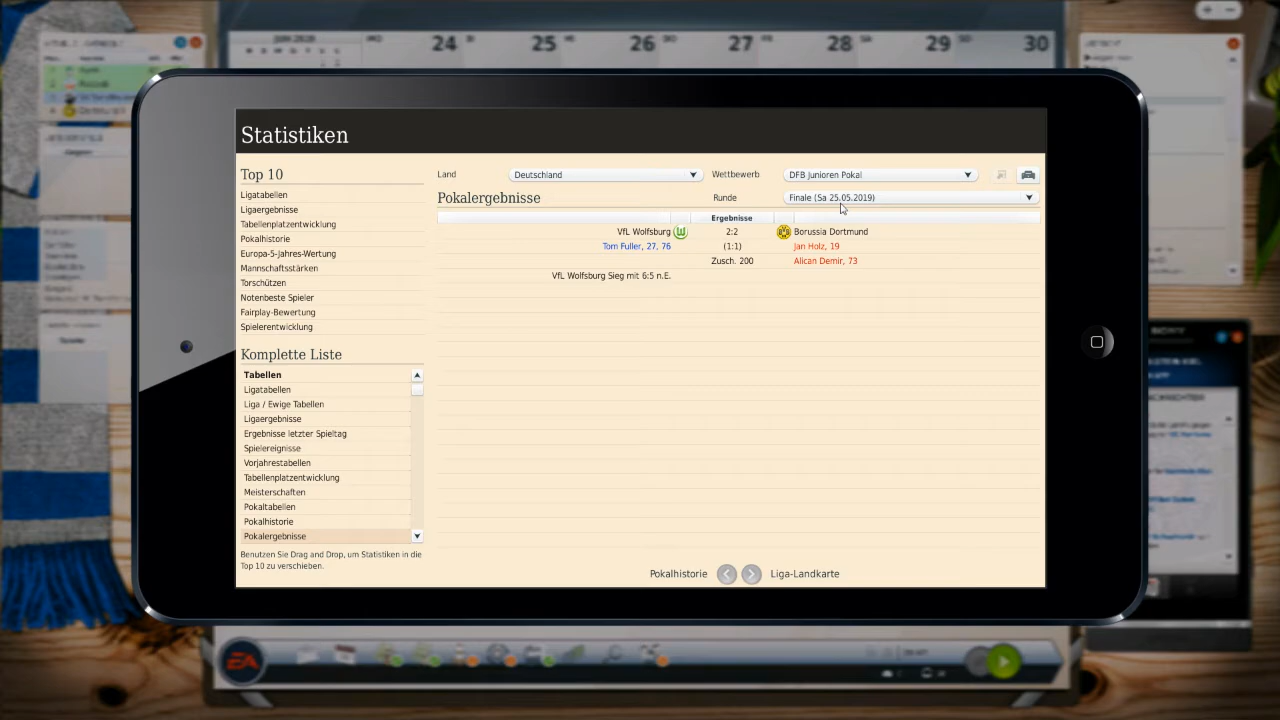 24
25
26
27
28
29
30
Statistiken
Top 10
Ligatabellen
Ligaergebnisse
Tabellenplatzentwicklung
Pokalhistorie
Europa-5-Jahres-Wertung
Mannschaftsstärken
Torschützen
Notenbeste Spieler
Fairplay-Bewertung
Spielerentwicklung
Komplette Liste
Tabellen
Ligatabellen
Liga / Ewige Tabellen
Ligaergebnisse
Ergebnisse letzter Spieltag
Spielereignisse
Vorjahrestabellen
Tabellenplatzentwicklung
Meisterschaften
Pokaltabellen
Pokalhistorie
Pokalergebnisse
Benutzen Sie Drag and Drop, um Statistiken in die
Top 10 zu verschieben.
Land Deutschland Wettbewerb DFB Junioren Pokal
Pokalergebnisse Runde Finale (Sa 25.05.2019)
Ergebnisse
VfL Wolfsburg 2:2 Borussia Dortmund
Tom Fuller, 27, 76 (1:1) Jan Holz, 19
Zusch. 200 Alican Demir, 73
VfL Wolfsburg Sieg mit 6:5 n.E.
Pokalhistorie Liga-Landkarte
EA